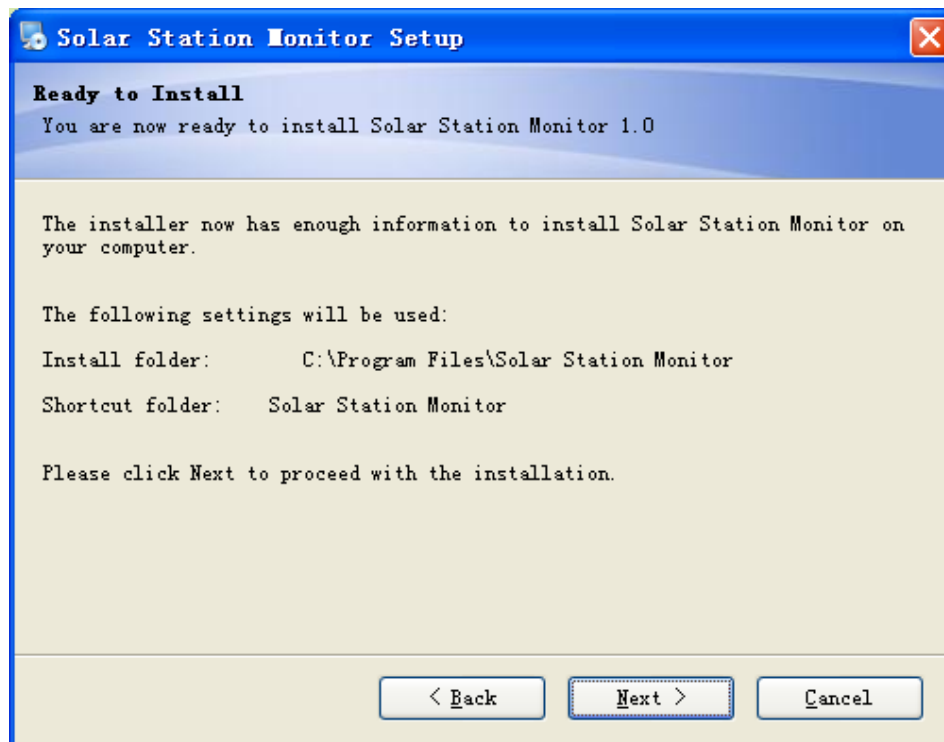 Solar Station Monitor Setup
Ready to Install
You are now ready to install Solar Station Monitor 1.0
The installer now has enough information to install Solar Station Monitor on
your computer.
The following settings will be used:
Install folder: C:\Program Files\Solar Station Monitor
Shortcut folder: Solar Station Monitor
Please click Next to proceed with the installation.
< Back Next > Cancel